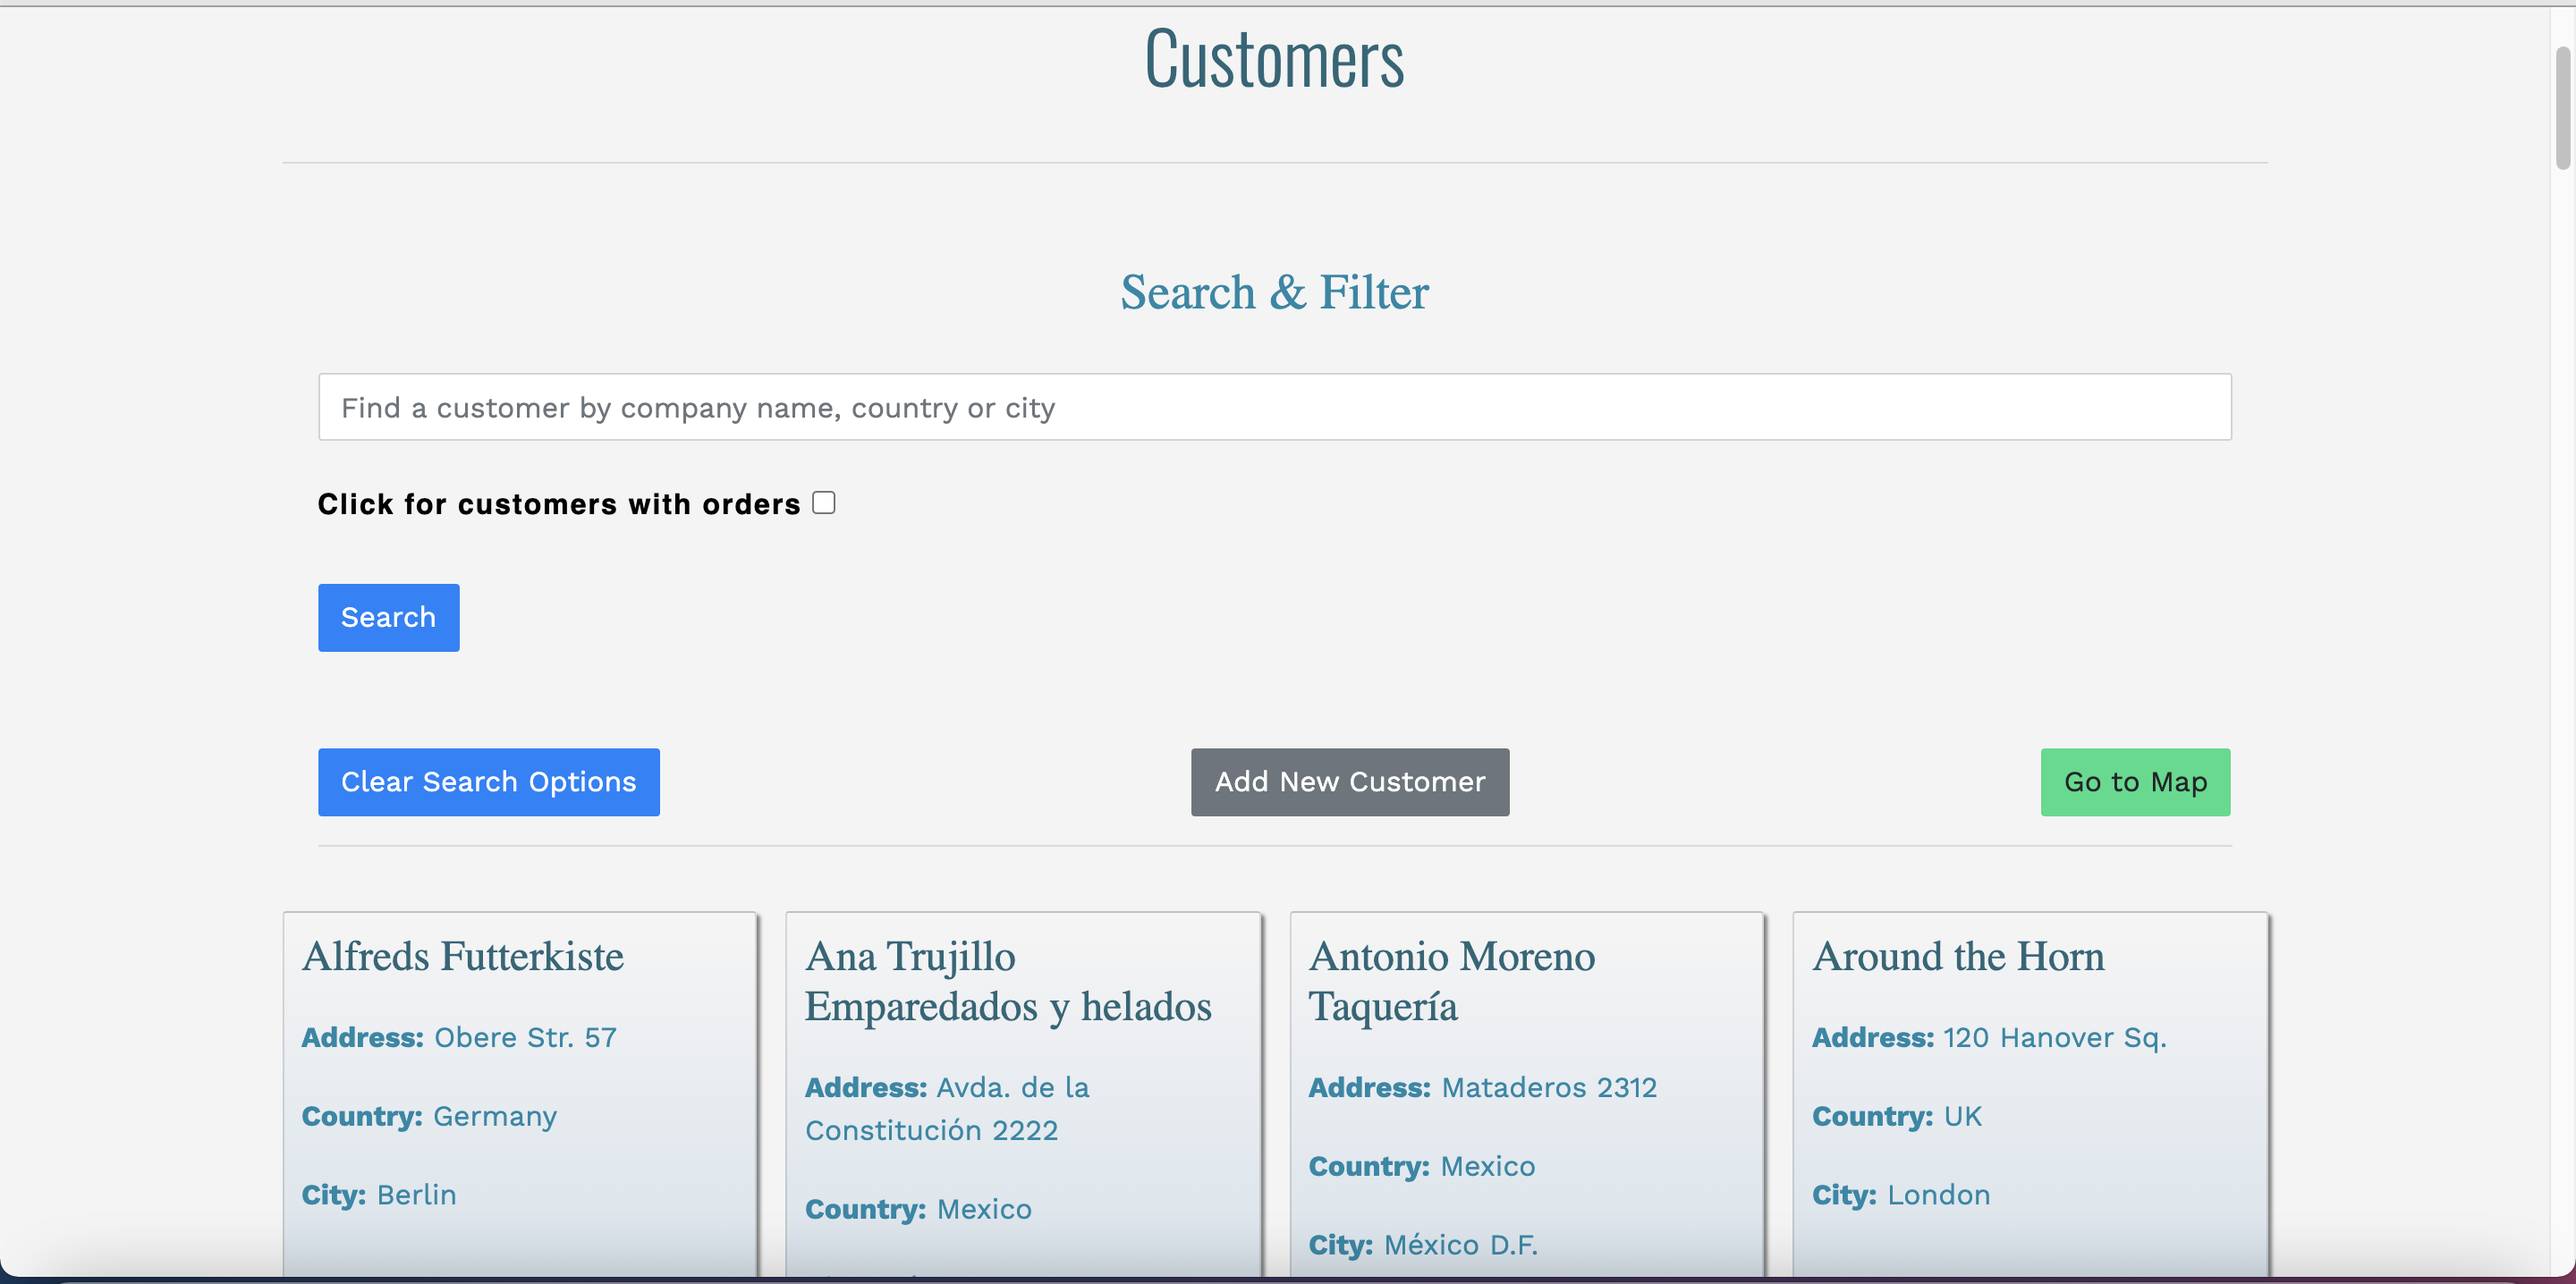 Customers
Search & Filter
Find a customer by company name, country or city
Click for customers with orders
Search
Clear Search Options
Add New Customer
Go to Map
Alfreds Futterkiste
Address: Obere Str. 57
Country: Germany
City: Berlin
Ana Trujillo
Emparedados y helados
Address: Avda. de la
Constitución 2222
Country: Mexico
Antonio Moreno
Taquería
Address: Mataderos 2312
Country: Mexico
City: México D.F.
Around the Horn
Address: 120 Hanover Sq.
Country: UK
City: London